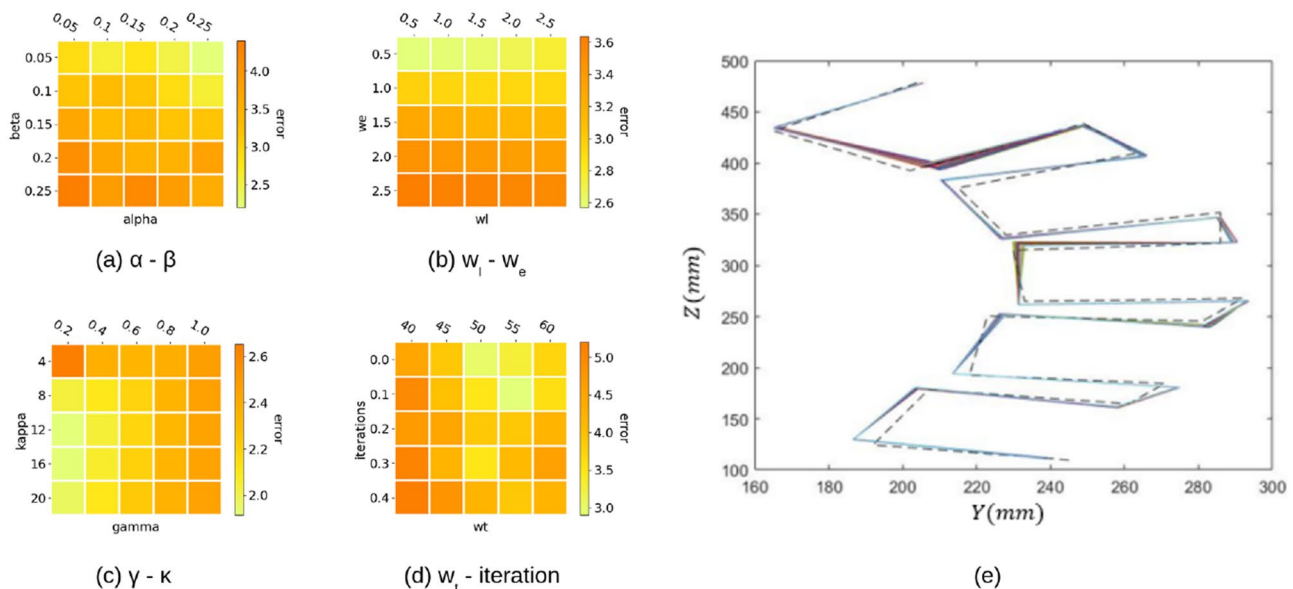 0.05 0.1 0.15 0.2 0.25
0.05
0.1
0.15
0.2
0.25
beta
alpha
4.0
3.5
3.0
2.5
error
(a) α - β
0.5 1.0 1.5 2.0 2.5
0.5
1.0
1.5
2.0
2.5
we
wl
3.6
3.4
3.2
3.0
2.8
2.6
error
(b) w_l - w_e
0.2 0.4 0.6 0.8 1.0
4
8
12
16
20
kappa
gamma
2.6
2.4
2.2
2.0
error
(c) γ - κ
40 45 50 55 60
0.0
0.1
0.2
0.3
0.4
iterations
wt
5.0
4.5
4.0
3.5
3.0
error
(d) w_t - iteration
500
450
400
350
300
250
200
150
100
Z(mm)
160 180 200 220 240 260 280 300
Y(mm)
(e)